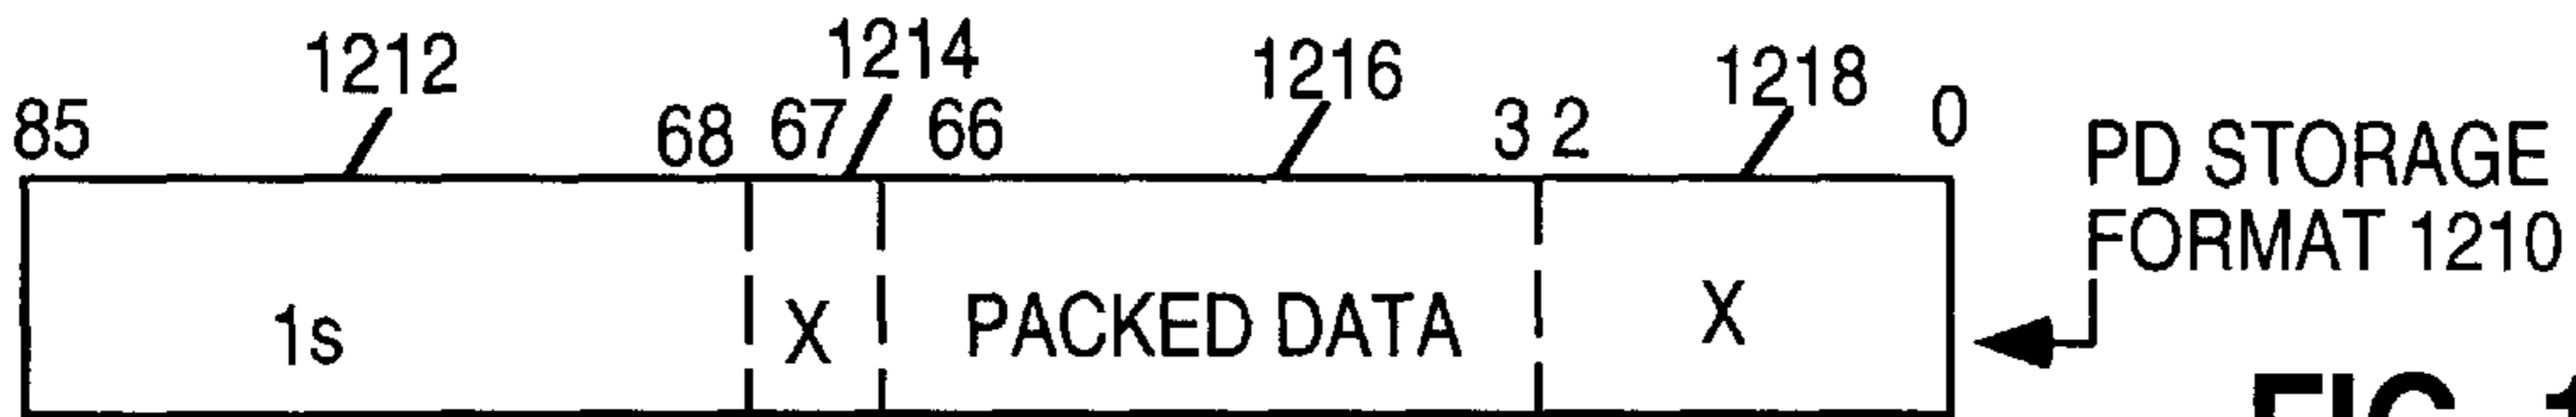 1212 1214 1216 1218
85 68 67 66 3 2 0
PD STORAGE
FORMAT 1210
1s X PACKED DATA X